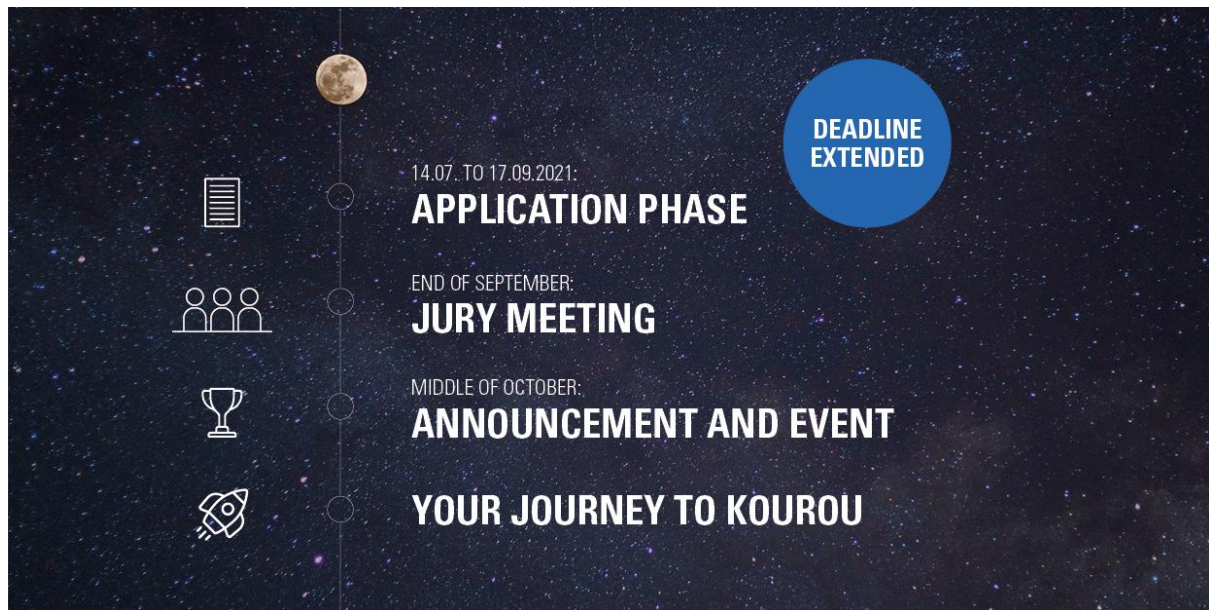 DEADLINE
EXTENDED
14.07. TO 17.09.2021:
APPLICATION PHASE
END OF SEPTEMBER:
JURY MEETING
MIDDLE OF OCTOBER:
ANNOUNCEMENT AND EVENT
YOUR JOURNEY TO KOUROU